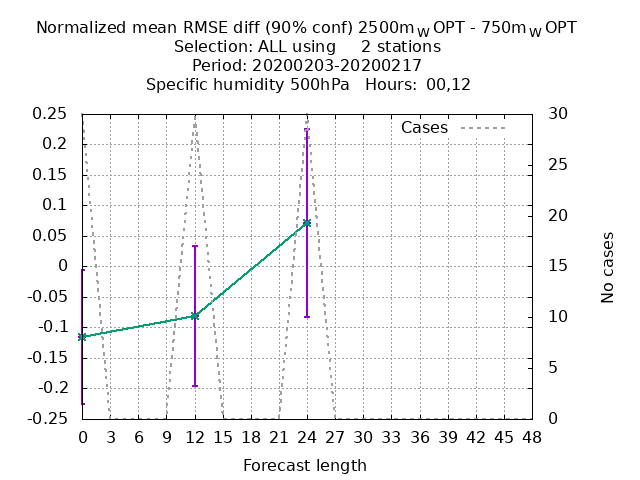 Normalized mean RMSE diff (90% conf) 2500m_W OPT - 750m_W OPT
Selection: ALL using 2 stations
Period: 20200203-20200217
Specific humidity 500hPa Hours: 00,12
Cases
0.25
0.2
0.15
0.1
0.05
0
-0.05
-0.1
-0.15
-0.2
-0.25
30
25
20
15
10
5
0
No cases
0 3 6 9 12 15 18 21 24 27 30 33 36 39 42 45 48
Forecast length